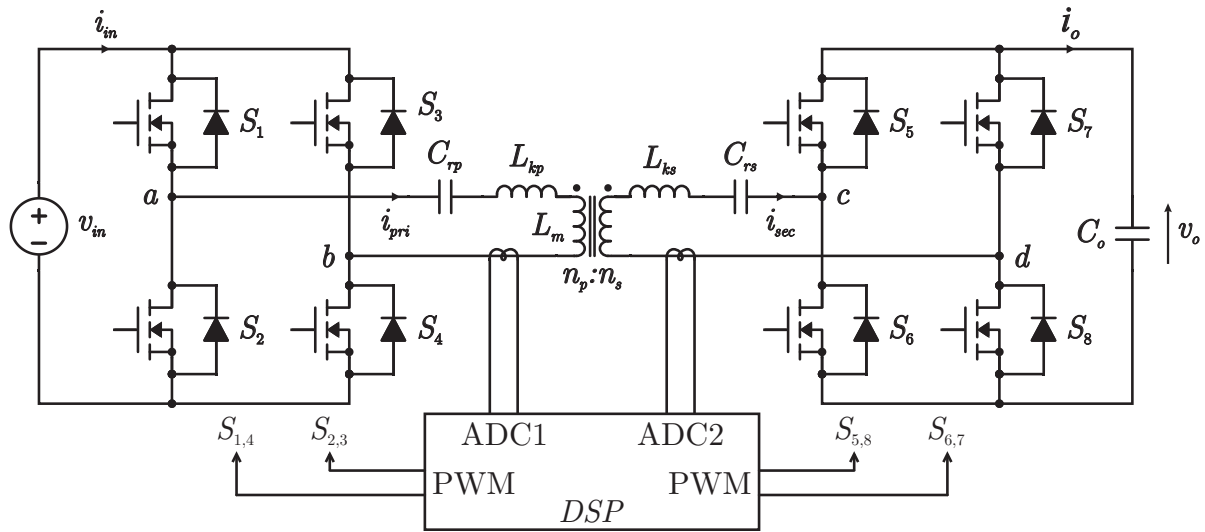 i_in
i_o
S_1
S_3
S_5
S_7
C_rp
L_kp
L_ks
C_rs
a
c
v_in
+
−
i_pri
L_m
i_sec
C_o
v_o
b
d
n_p:n_s
S_2
S_4
S_6
S_8
S_1,4
S_2,3
ADC1
ADC2
S_5,8
S_6,7
PWM
PWM
DSP